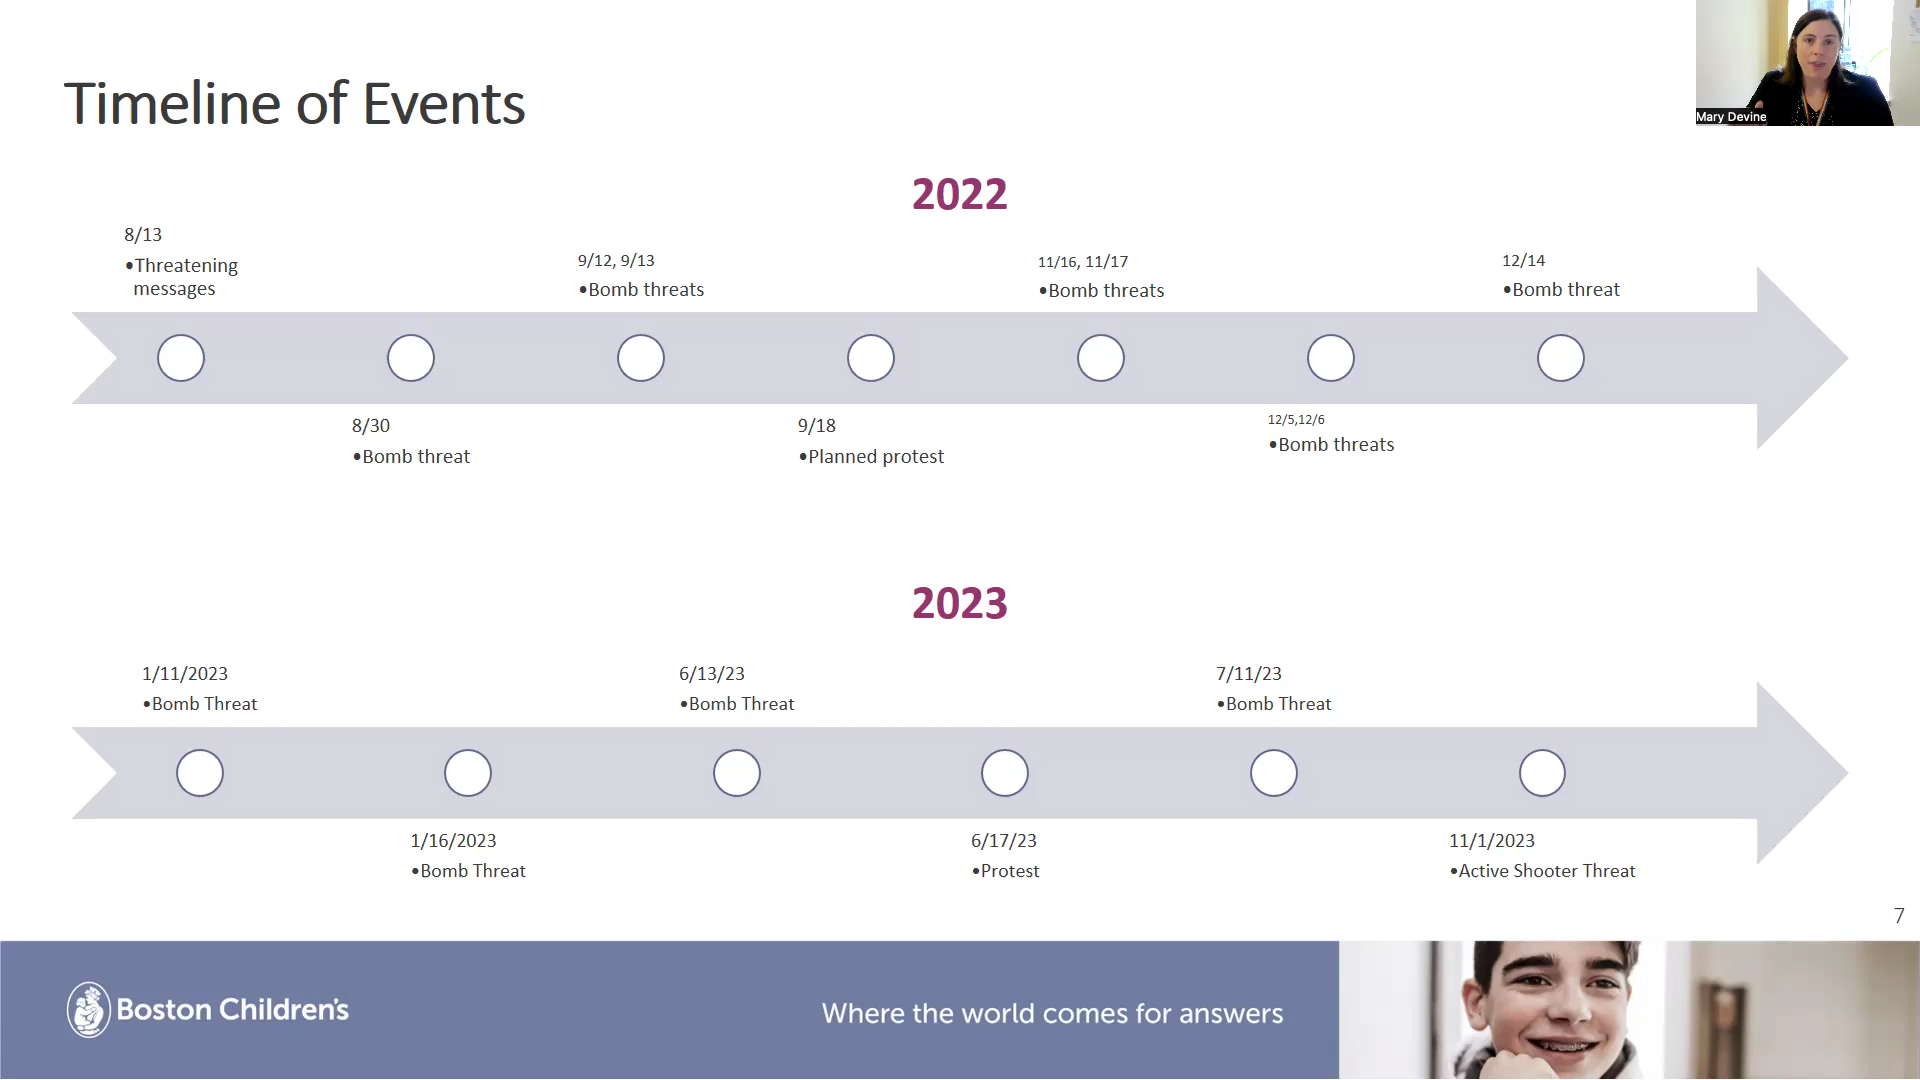 Timeline of Events
Mary Devine
2022
8/13
•Threatening
messages
9/12, 9/13
•Bomb threats
11/16, 11/17
•Bomb threats
12/14
•Bomb threat
8/30
•Bomb threat
9/18
•Planned protest
12/5,12/6
•Bomb threats
2023
1/11/2023
•Bomb Threat
6/13/23
•Bomb Threat
7/11/23
•Bomb Threat
1/16/2023
•Bomb Threat
6/17/23
•Protest
11/1/2023
•Active Shooter Threat
7
Boston Children's
Where the world comes for answers